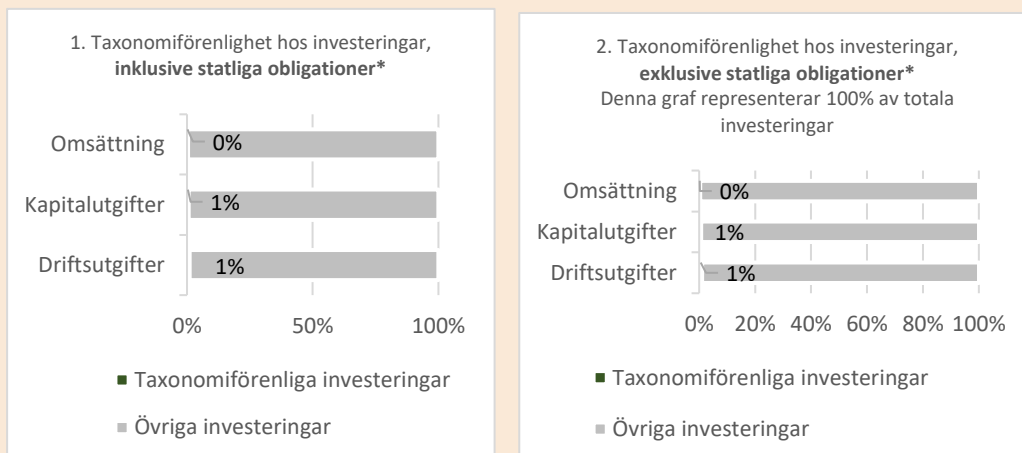 1. Taxonomiförenlighet hos investeringar,
inklusive statliga obligationer*
Omsättning
0%
Kapitalutgifter
1%
Driftsutgifter
1%
0%
50%
100%
Taxonomiförenliga investeringar
Övriga investeringar
2. Taxonomiförenlighet hos investeringar,
exklusive statliga obligationer*
Denna graf representerar 100% av totala
investeringar
Omsättning
0%
Kapitalutgifter
1%
Driftsutgifter
1%
0% 20% 40% 60% 80% 100%
Taxonomiförenliga investeringar
Övriga investeringar